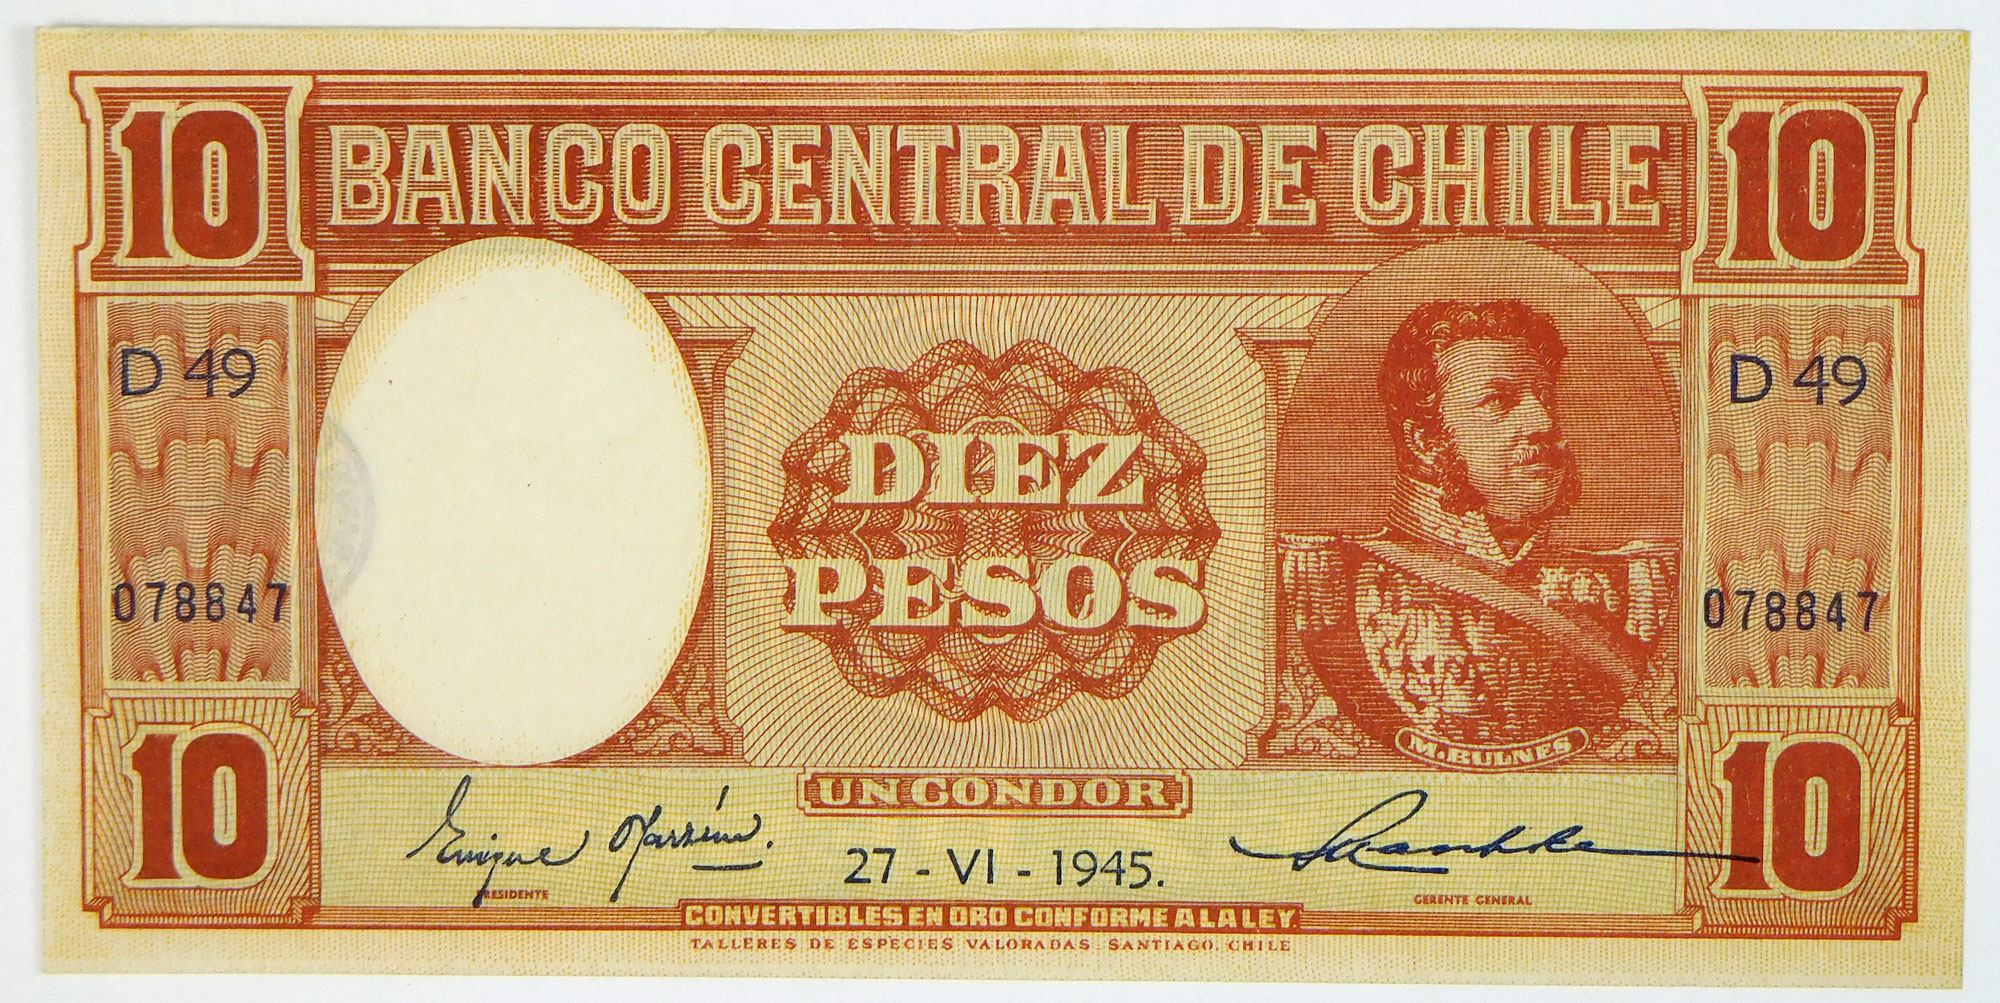 10 BANCO CENTRAL DE CHILE 10
D 49 D 49
DIEZ
PESOS
078847 078847
M. BULNES
10 UN CONDOR 10
27 - VI - 1945.
PRESIDENTE GERENTE GENERAL
CONVERTIBLES EN ORO CONFORME A LA LEY.
TALLERES DE ESPECIES VALORADAS. SANTIAGO. CHILE